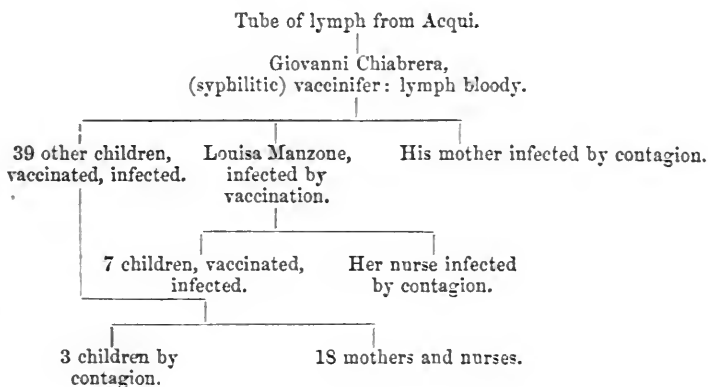 Tube of lymph from Acqui.
Giovanni Chiabrera,
(syphilitic) vaccinifer: lymph bloody.
39 other children,
vaccinated, infected.
Louisa Manzone,
infected by
vaccination.
His mother infected by contagion.
7 children, vaccinated,
infected.
Her nurse infected
by contagion.
3 children by
contagion.
18 mothers and nurses.